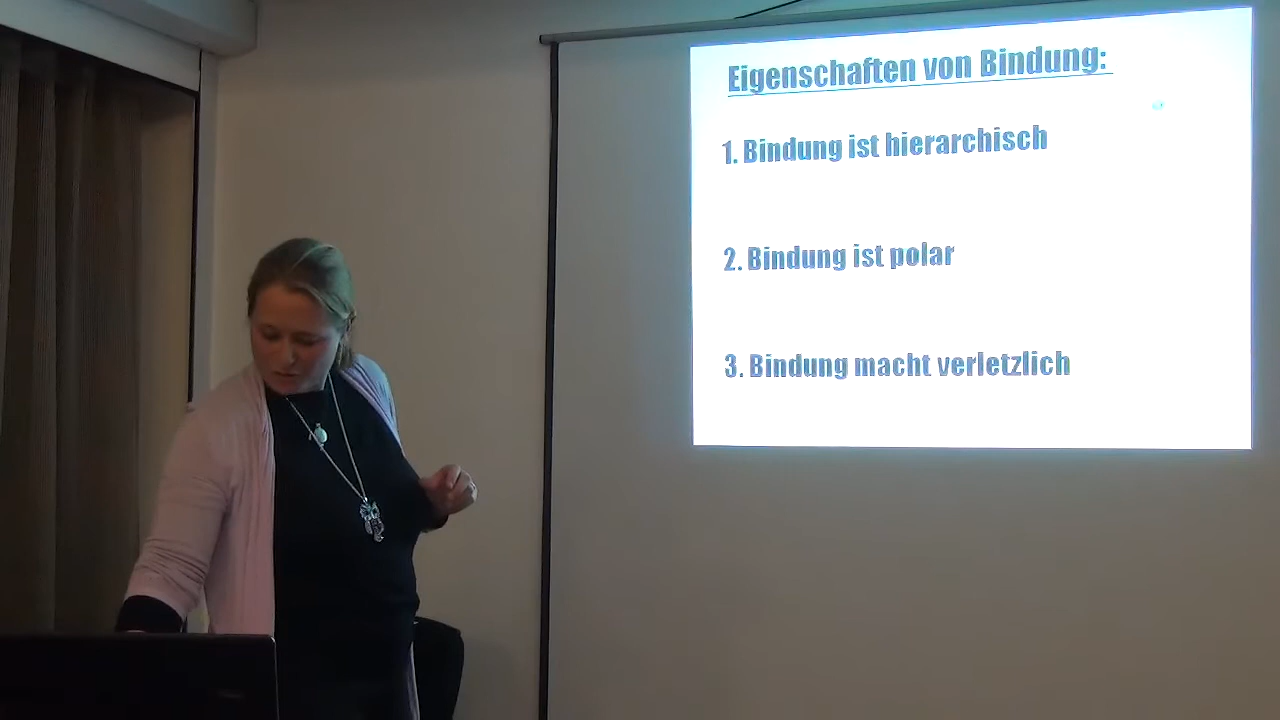 Eigenschaften von Bindung:
1. Bindung ist hierarchisch
2. Bindung ist polar
3. Bindung macht verletzlich